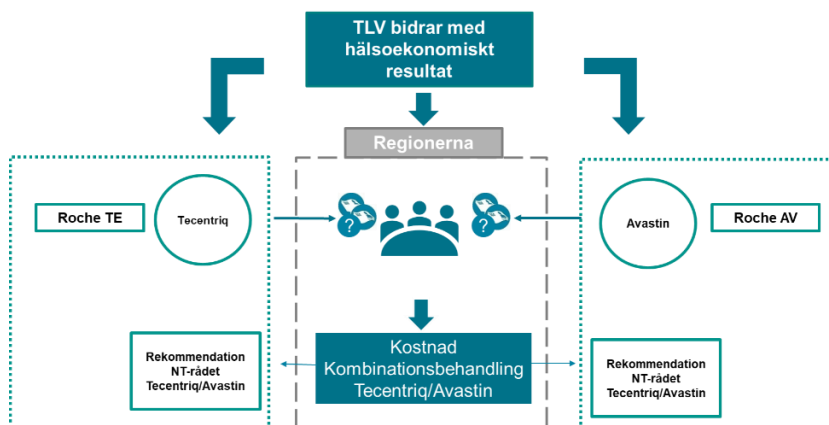 TLV bidrar med
hälsoekonomiskt
resultat
Regionerna
Roche TE
Tecentriq
?
?
Avastin
Roche AV
Kostnad
Kombinationsbehandling
Tecentriq/Avastin
Rekommendation
NT-rådet
Tecentriq/Avastin
Rekommendation
NT-rådet
Tecentriq/Avastin